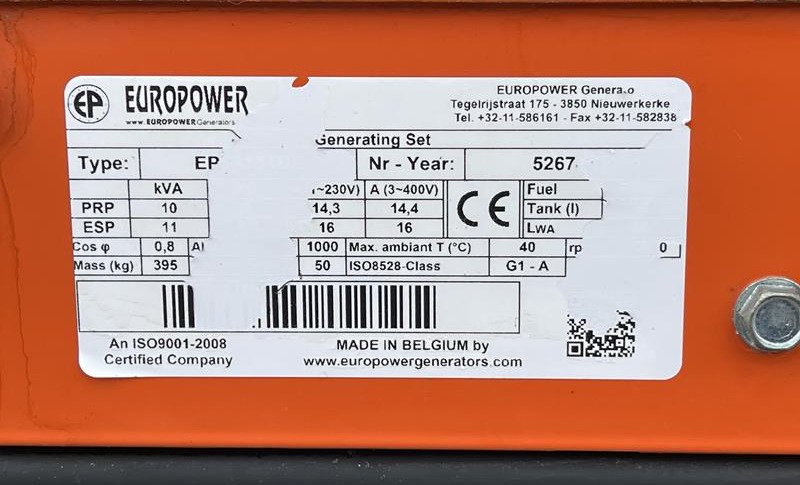 EP EUROPOWER
www.EUROPOWERGenerators
EUROPOWER Genera
Tegelrijstraat 175 - 3850 Nieuwerkerke
Tel. +32-11-586161 - Fax +32-11-582838
Generating Set
Type: EP Nr - Year: 5267
kVA ~230V) A (3~400V) CE Fuel
PRP 10 14,3 14,4 Tank (l)
ESP 11 16 16 LWA
Cos φ 0,8 Al 1000 Max. ambiant T (°C) 40 rp 0
Mass (kg) 395 50 ISO8528-Class G1 - A
An ISO9001-2008 MADE IN BELGIUM by
Certified Company www.europowergenerators.com